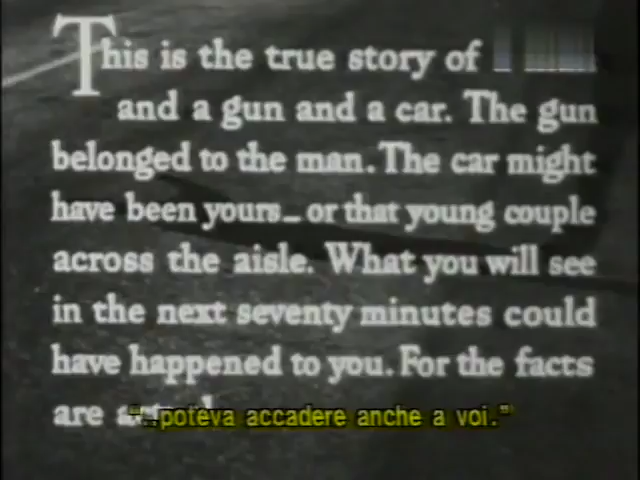 This is the true story of
and a gun and a car. The gun
belonged to the man. The car might
have been yours—or that young couple
across the aisle. What you will see
in the next seventy minutes could
have happened to you. For the facts
are
"...poteva accadere anche a voi."